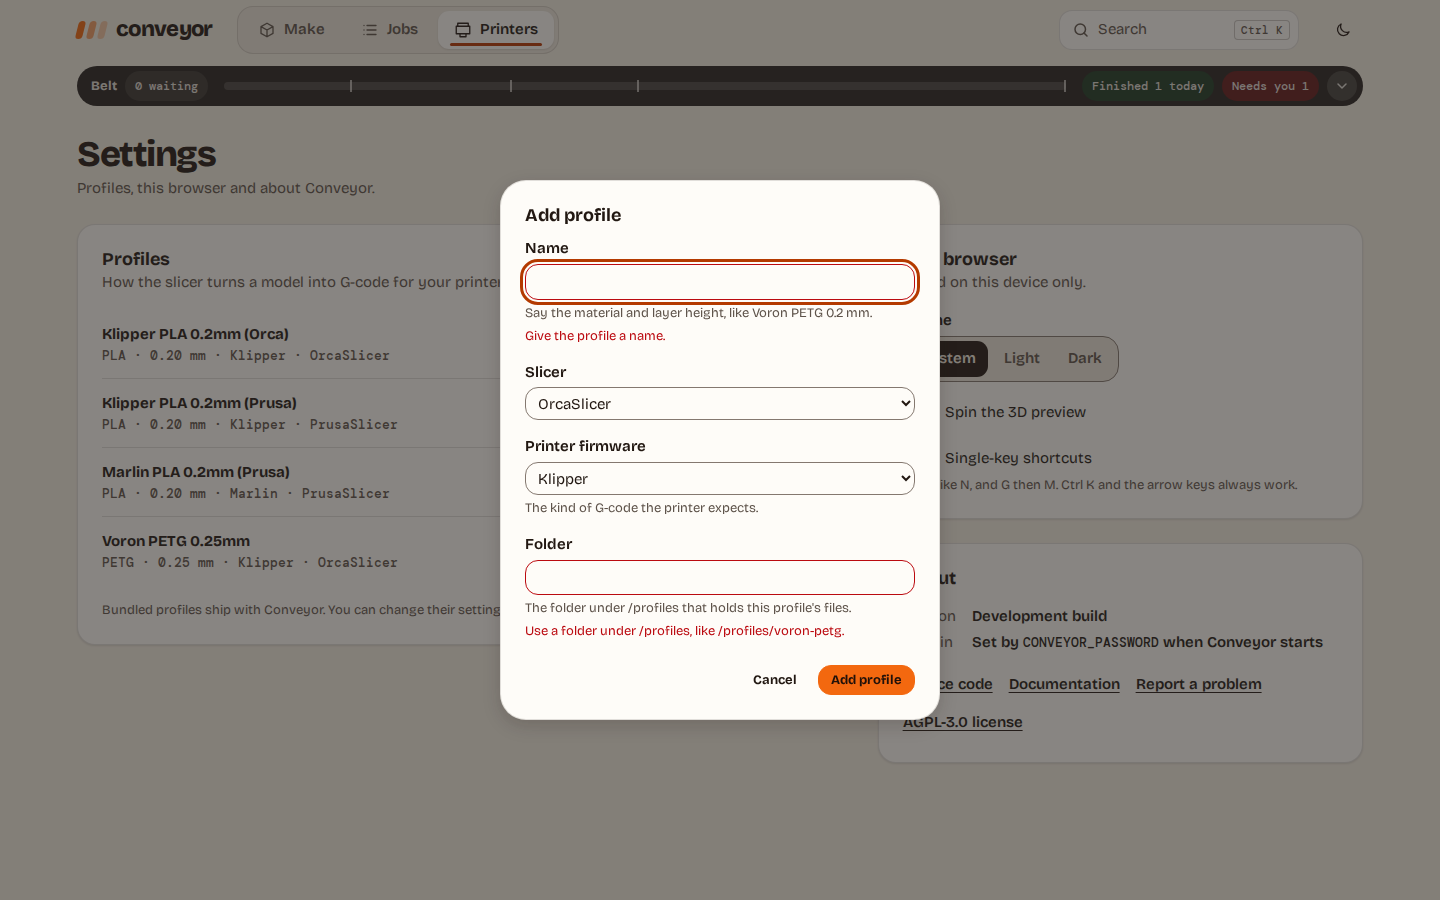 conveyor
Make
Jobs
Printers
Search
Ctrl K
Belt
0 waiting
Finished 1 today
Needs you 1
Settings
Profiles, this browser and about Conveyor.
Profiles
How the slicer turns a model into G-code for your printer
Klipper PLA 0.2mm (Orca)
PLA · 0.20 mm · Klipper · OrcaSlicer
Klipper PLA 0.2mm (Prusa)
PLA · 0.20 mm · Klipper · PrusaSlicer
Marlin PLA 0.2mm (Prusa)
PLA · 0.20 mm · Marlin · PrusaSlicer
Voron PETG 0.25mm
PETG · 0.25 mm · Klipper · OrcaSlicer
Bundled profiles ship with Conveyor. You can change their setting
Add profile
Name
Say the material and layer height, like Voron PETG 0.2 mm.
Give the profile a name.
Slicer
OrcaSlicer
Printer firmware
Klipper
The kind of G-code the printer expects.
Folder
The folder under /profiles that holds this profile's files.
Use a folder under /profiles, like /profiles/voron-petg.
Cancel
Add profile
browser
on this device only.
stem
Light
Dark
Spin the 3D preview
Single-key shortcuts
ike N, and G then M. Ctrl K and the arrow keys always work.
ut
on
Development build
in
Set by CONVEYOR_PASSWORD when Conveyor starts
ce code
Documentation
Report a problem
AGPL-3.0 license